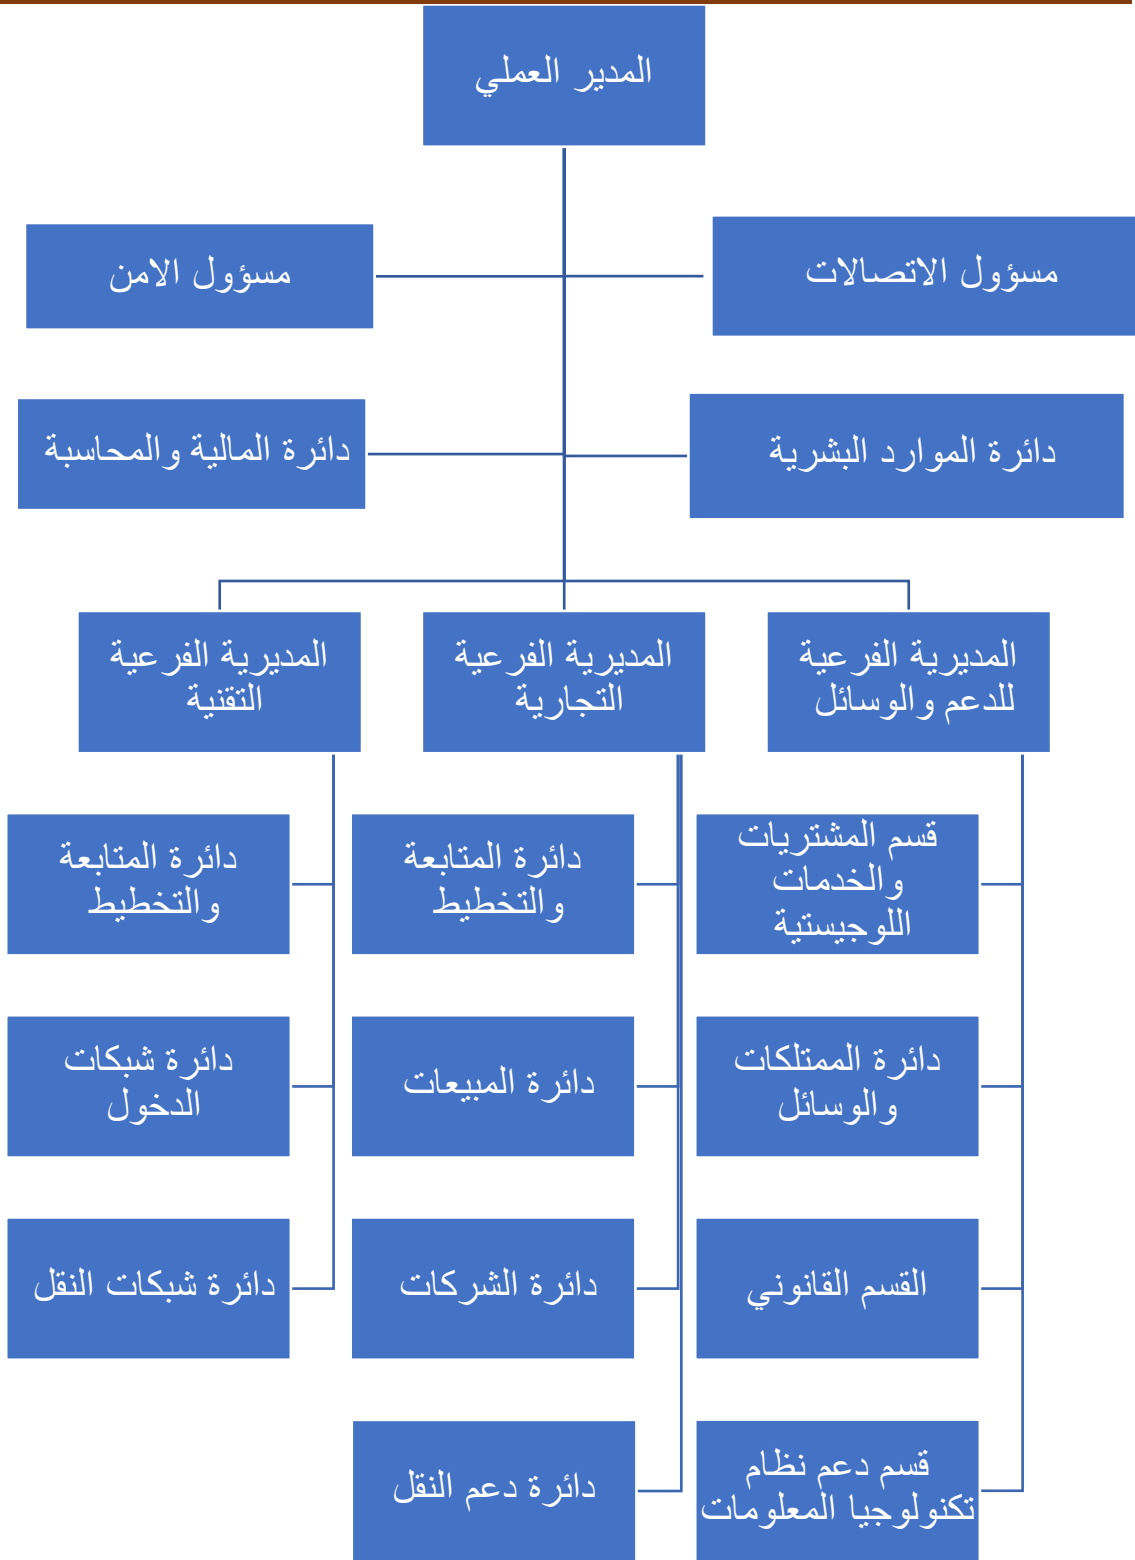 المدير العملي
مسؤول الاتصالات
مسؤول الامن
دائرة الموارد البشرية
دائرة المالية والمحاسبة
المديرية الفرعية
للدعم والوسائل
المديرية الفرعية
التجارية
المديرية الفرعية
التقنية
قسم المشتريات
والخدمات
اللوجيستية
دائرة المتابعة
والتخطيط
دائرة المتابعة
والتخطيط
دائرة الممتلكات
والوسائل
دائرة المبيعات
دائرة شبكات
الدخول
القسم القانوني
دائرة الشركات
دائرة شبكات النقل
قسم دعم نظام
تكنولوجيا المعلومات
دائرة دعم النقل